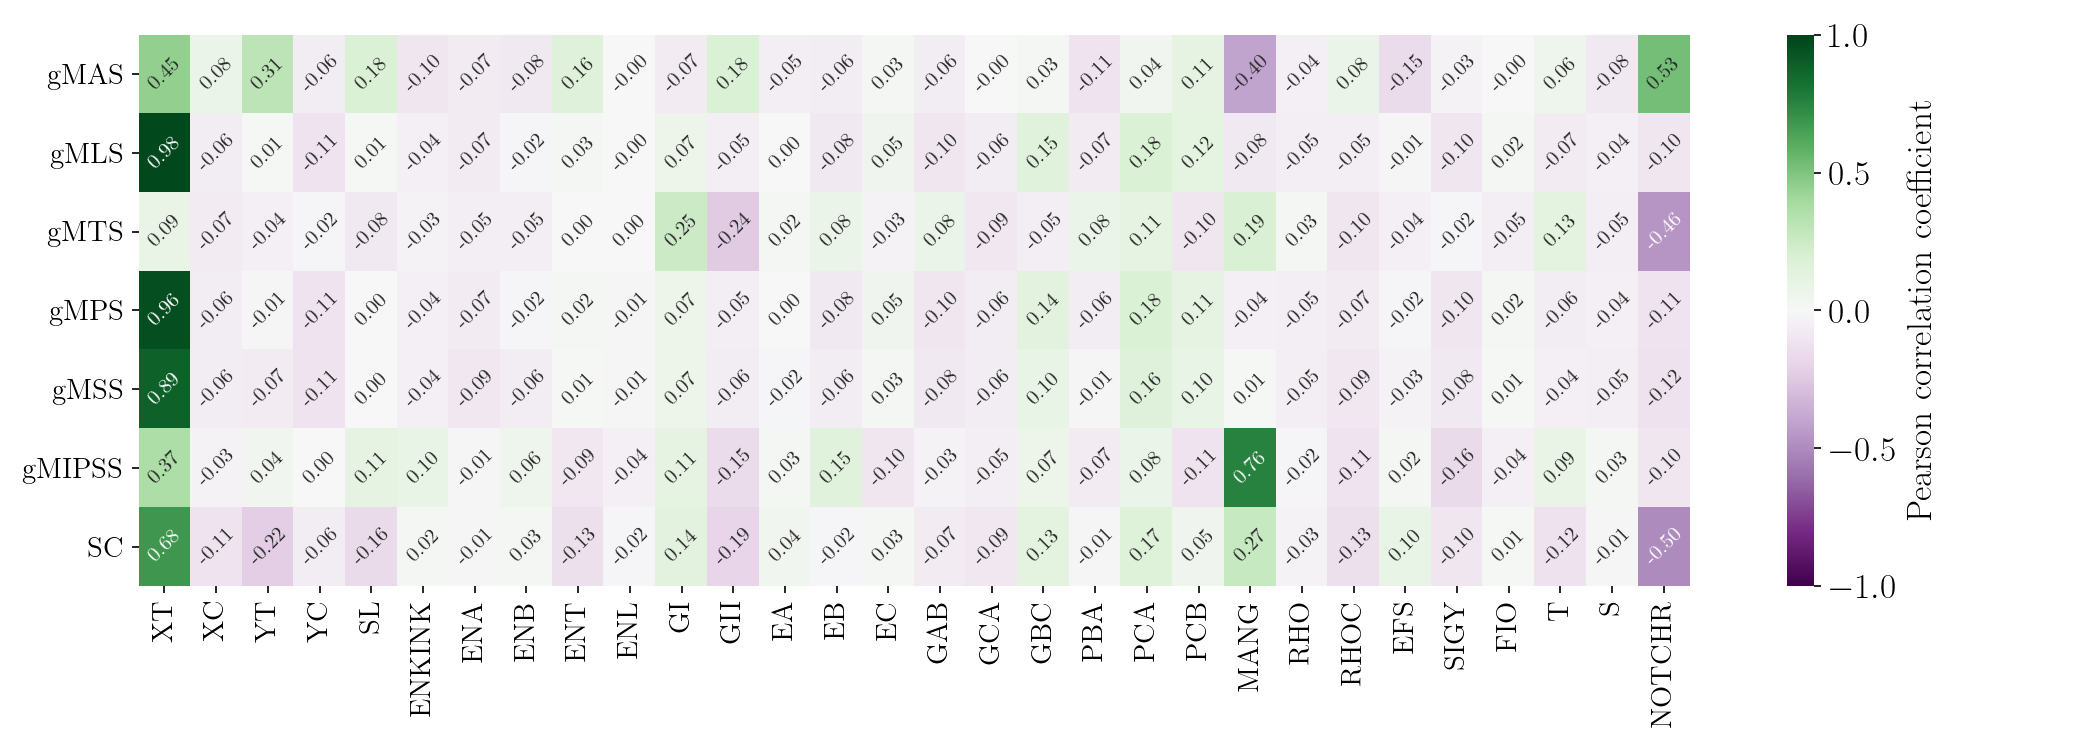 gMAS 0.45 0.08 0.31 -0.06 0.18 -0.10 -0.07 -0.08 0.16 -0.00 -0.07 0.18 -0.05 -0.06 0.03 -0.06 -0.00 0.03 -0.11 0.04 0.11 -0.40 -0.04 0.08 -0.15 -0.03 -0.00 0.06 -0.08 0.53
gMLS 0.98 -0.06 0.01 -0.11 0.01 -0.04 -0.07 -0.02 0.03 -0.00 0.07 -0.05 0.00 -0.08 0.05 -0.10 -0.06 0.15 -0.07 0.18 0.12 -0.08 -0.05 -0.05 -0.01 -0.10 0.02 -0.07 -0.04 -0.10
gMTS 0.09 -0.07 -0.04 -0.02 -0.08 -0.03 -0.05 -0.05 0.00 0.00 0.25 -0.24 0.02 0.08 -0.03 0.08 -0.09 -0.05 0.08 0.11 -0.10 0.19 0.03 -0.10 -0.04 -0.02 -0.05 0.13 -0.05 -0.46
gMPS 0.96 -0.06 -0.01 -0.11 0.00 -0.04 -0.07 -0.02 0.02 -0.01 0.07 -0.05 0.00 -0.08 0.05 -0.10 -0.06 0.14 -0.06 0.18 0.11 -0.04 -0.05 -0.07 -0.02 -0.10 0.02 -0.06 -0.04 -0.11
gMSS 0.89 -0.06 -0.07 -0.11 0.00 -0.04 -0.09 -0.06 0.01 -0.01 0.07 -0.06 -0.02 -0.06 0.03 -0.08 -0.06 0.10 -0.01 0.16 0.10 0.01 -0.05 -0.09 -0.03 -0.08 0.01 -0.04 -0.05 -0.12
gMIPSS 0.37 -0.03 0.04 0.00 0.11 0.10 -0.01 0.06 -0.09 -0.04 0.11 -0.15 0.03 0.15 -0.10 -0.03 -0.05 0.07 -0.07 0.08 -0.11 0.76 -0.02 -0.11 0.02 -0.16 -0.04 0.09 0.03 -0.10
SC 0.68 -0.11 -0.22 -0.06 -0.16 0.02 -0.01 0.03 -0.13 -0.02 0.14 -0.19 0.04 -0.02 0.03 -0.07 -0.09 0.13 -0.01 0.17 0.05 0.27 -0.03 -0.13 0.10 -0.10 0.01 -0.12 -0.01 -0.50
XT XC YT YC SL ENKINK ENA ENB ENT ENL GI GII EA EB EC GAB GCA GBC PBA PCA PCB MANG RHO RHOC EFS SIGY FIO T S NOTCHR
1.0
0.5
0.0
−0.5
−1.0
Pearson correlation coefficient